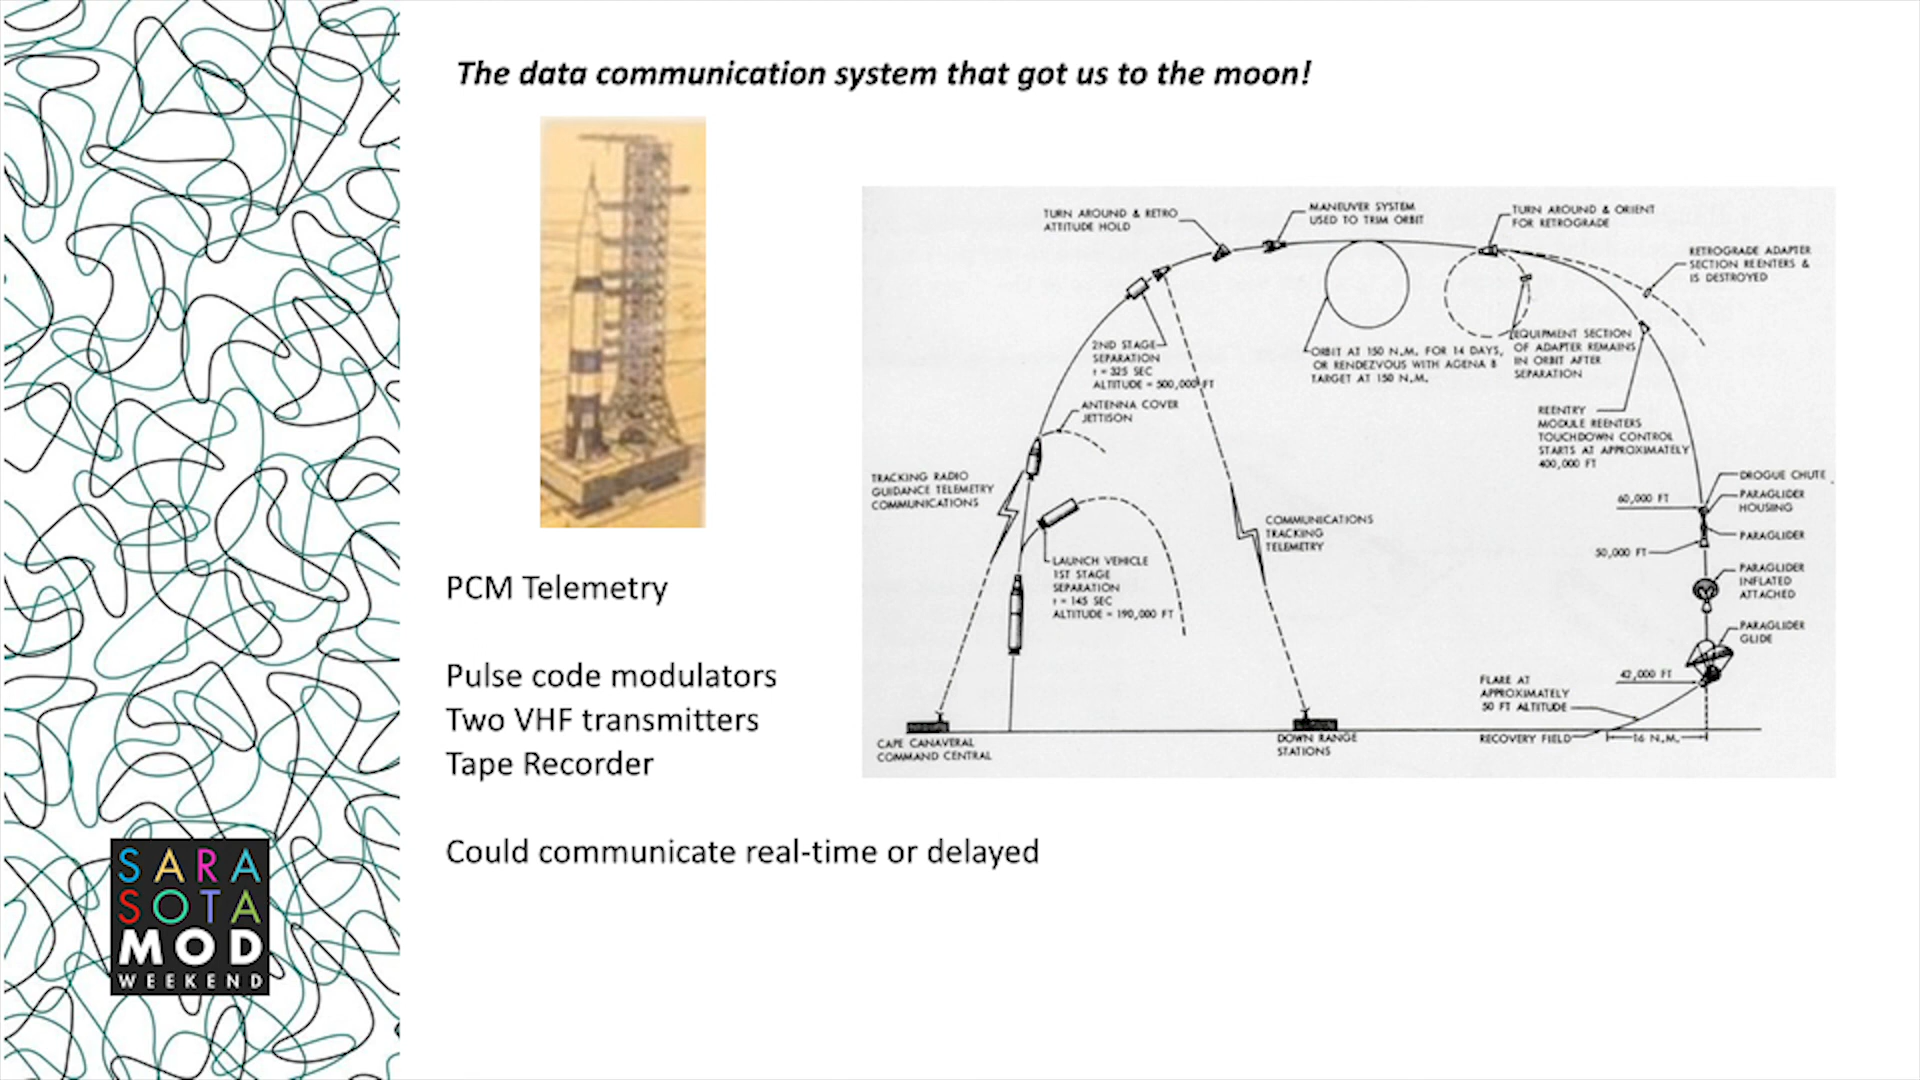 The data communication system that got us to the moon!
TURN AROUND & RETRO
ATTITUDE HOLD
MANEUVER SYSTEM
USED TO TRIM ORBIT
TURN AROUND & ORIENT
FOR RETROGRADE
RETROGRADE ADAPTER
SECTION REENTERS &
IS DESTROYED
2ND STAGE
SEPARATION
t = 325 SEC
ALTITUDE = 500,000 FT
ORBIT AT 150 N.M. FOR 14 DAYS,
OR RENDEZVOUS WITH AGENA B
TARGET AT 150 N.M.
EQUIPMENT SECTION
OF ADAPTER REMAINS
IN ORBIT AFTER
SEPARATION
ANTENNA COVER
JETTISON
REENTRY
MODULE REENTERS
TOUCHDOWN CONTROL
STARTS AT APPROXIMATELY
400,000 FT
TRACKING RADIO
GUIDANCE TELEMETRY
COMMUNICATIONS
DROGUE CHUTE
60,000 FT
PARAGLIDER
HOUSING
COMMUNICATIONS
TRACKING
TELEMETRY
PARAGLIDER
50,000 FT
LAUNCH VEHICLE
1ST STAGE
SEPARATION
t = 145 SEC
ALTITUDE = 190,000 FT
PARAGLIDER
INFLATED
ATTACHED
PARAGLIDER
GLIDE
42,000 FT
FLARE AT
APPROXIMATELY
50 FT ALTITUDE
CAPE CANAVERAL
COMMAND CENTRAL
DOWN RANGE
STATIONS
RECOVERY FIELD
16 N.M.
PCM Telemetry
Pulse code modulators
Two VHF transmitters
Tape Recorder
Could communicate real-time or delayed
SARA
SOTA
MOD
WEEKEND